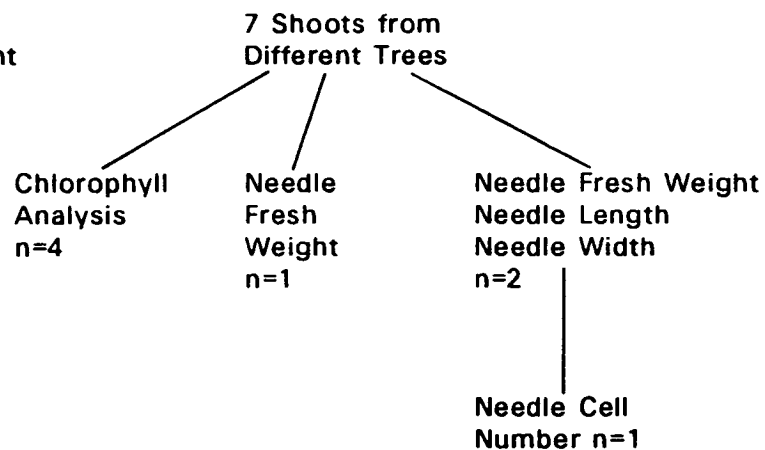 7 Shoots from
nt Different Trees
Chlorophyll
Analysis
n=4
Needle
Fresh
Weight
n=1
Needle Fresh Weight
Needle Length
Needle Width
n=2
Needle Cell
Number n=1